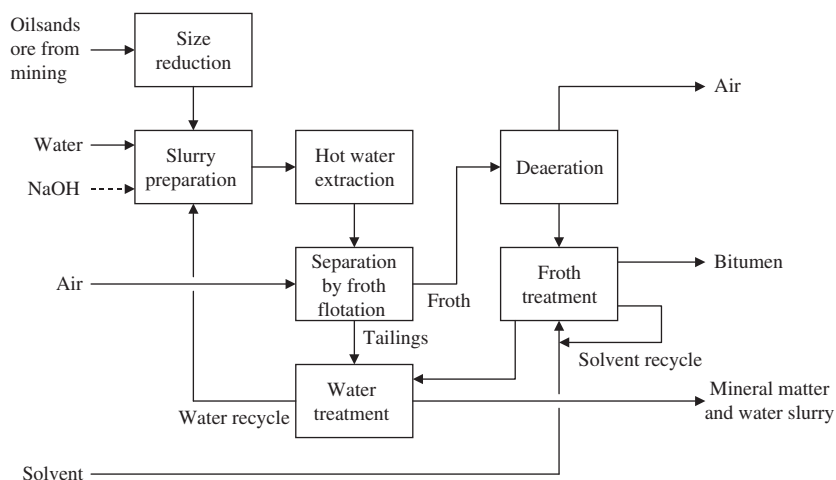 Oilsands
ore from
mining
Size
reduction
Air
Water
NaOH
Slurry
preparation
Hot water
extraction
Deaeration
Air
Separation
by froth
flotation
Froth
Froth
treatment
Bitumen
Tailings
Solvent recycle
Water recycle
Water
treatment
Mineral matter
and water slurry
Solvent